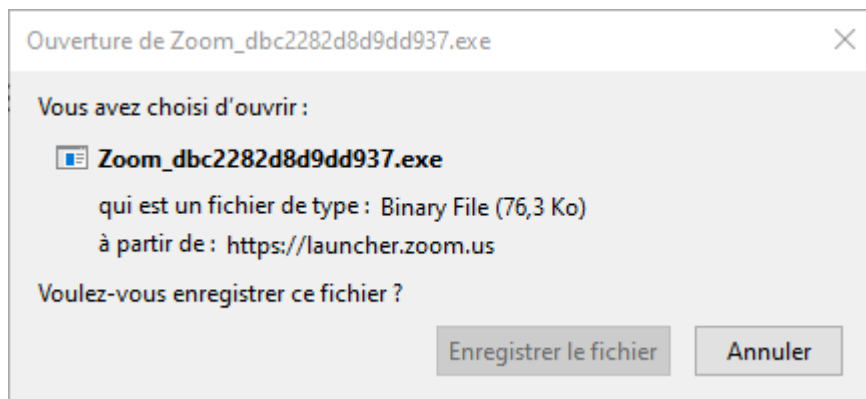 Ouverture de Zoom_dbc2282d8d9dd937.exe
Vous avez choisi d'ouvrir :
Zoom_dbc2282d8d9dd937.exe
qui est un fichier de type : Binary File (76,3 Ko)
à partir de : https://launcher.zoom.us
Voulez-vous enregistrer ce fichier ?
Enregistrer le fichier Annuler